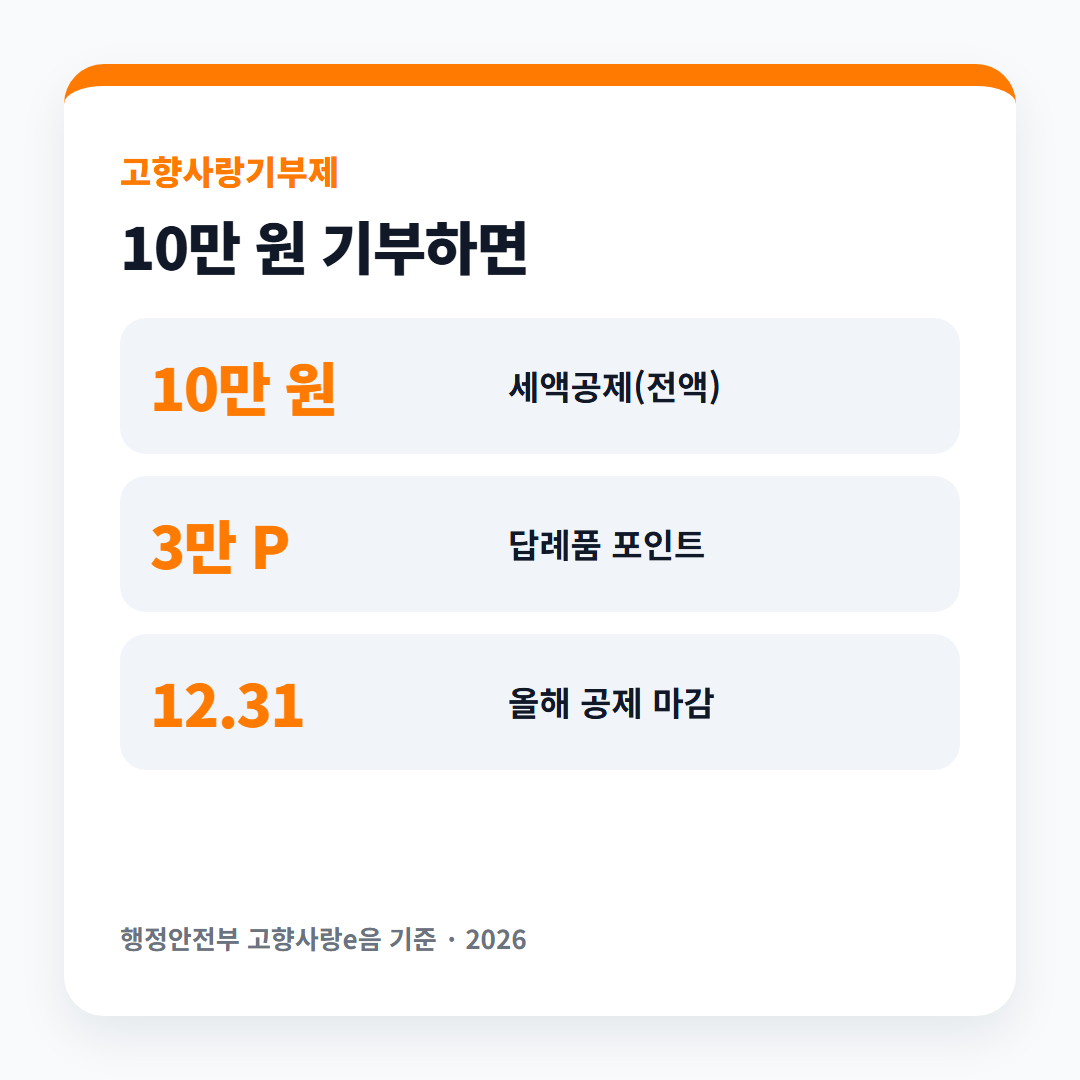 고향사랑기부제
10만 원 기부하면
10만 원 세액공제(전액)
3만 P 답례품 포인트
12.31 올해 공제 마감
행정안전부 고향사랑e음 기준 · 2026